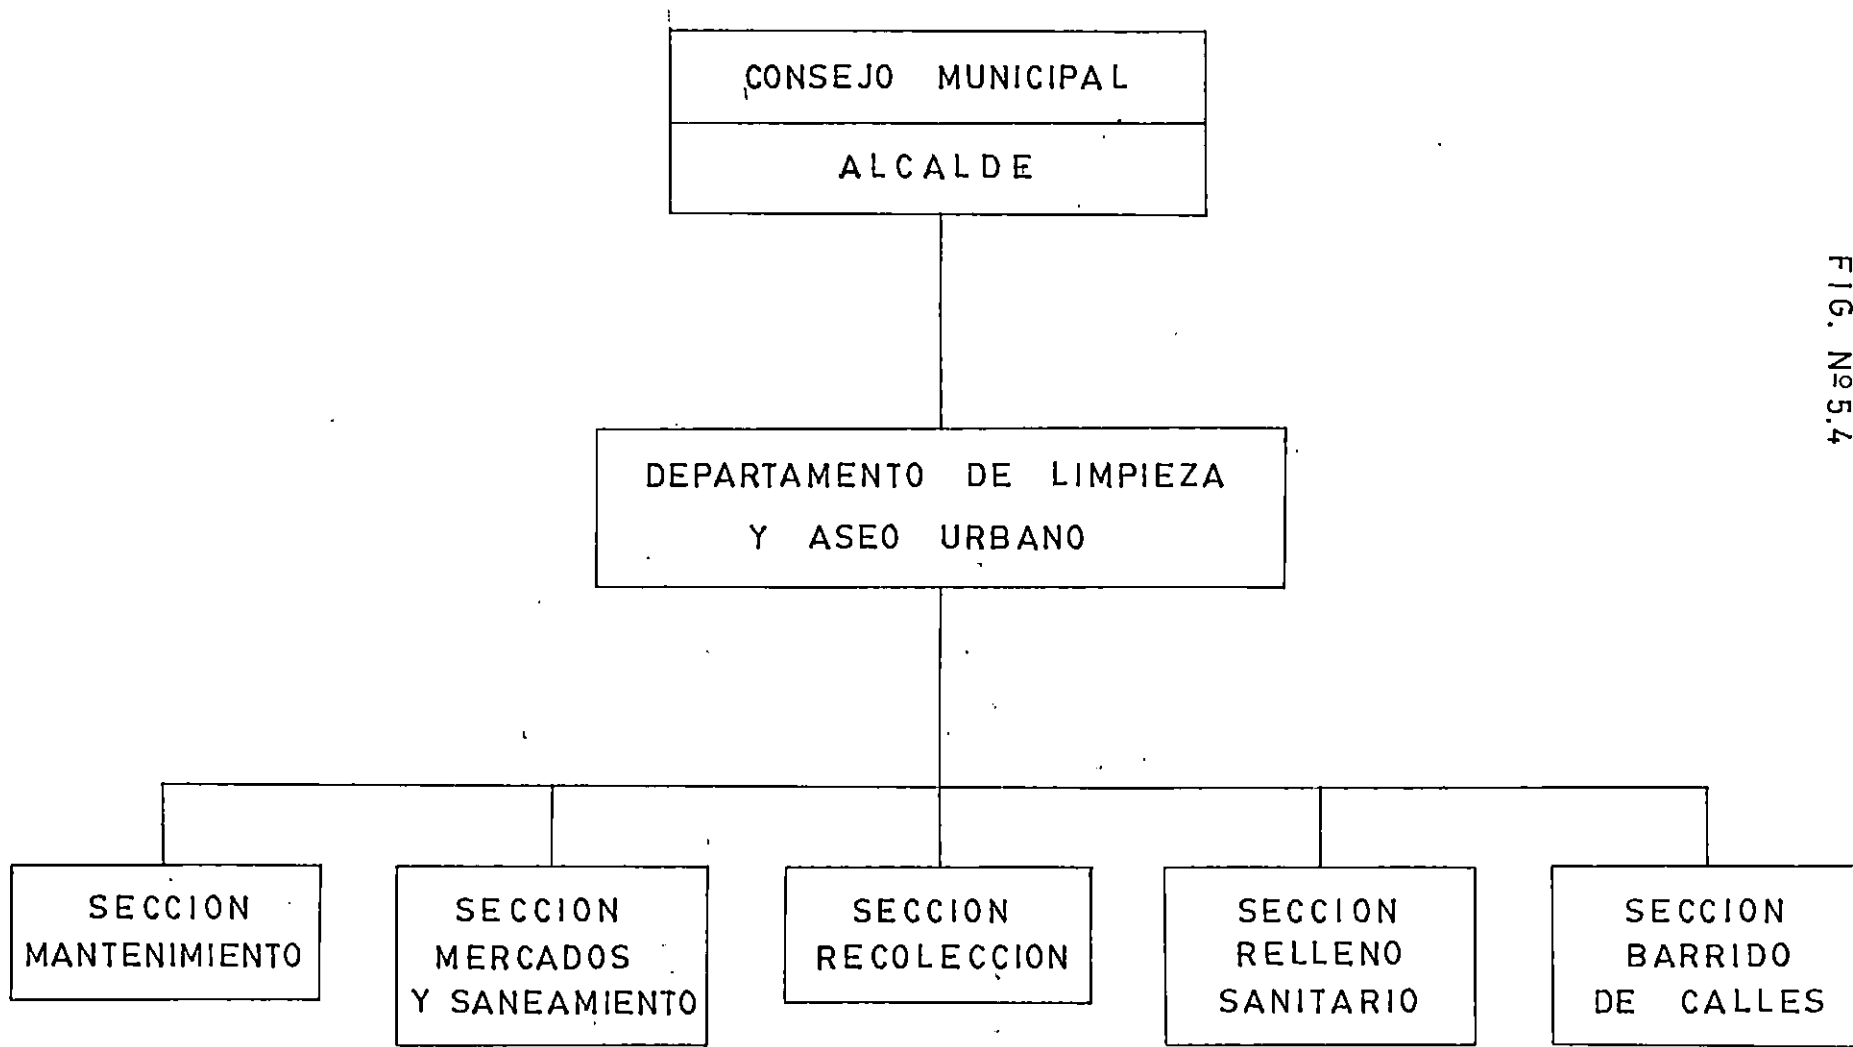 CONSEJO MUNICIPAL
ALCALDE
FIG. Nº 5.4
DEPARTAMENTO DE LIMPIEZA
Y ASEO URBANO
SECCION
MANTENIMIENTO
SECCION
MERCADOS
Y SANEAMIENTO
SECCION
RECOLECCION
SECCION
RELLENO
SANITARIO
SECCION
BARRIDO
DE CALLES